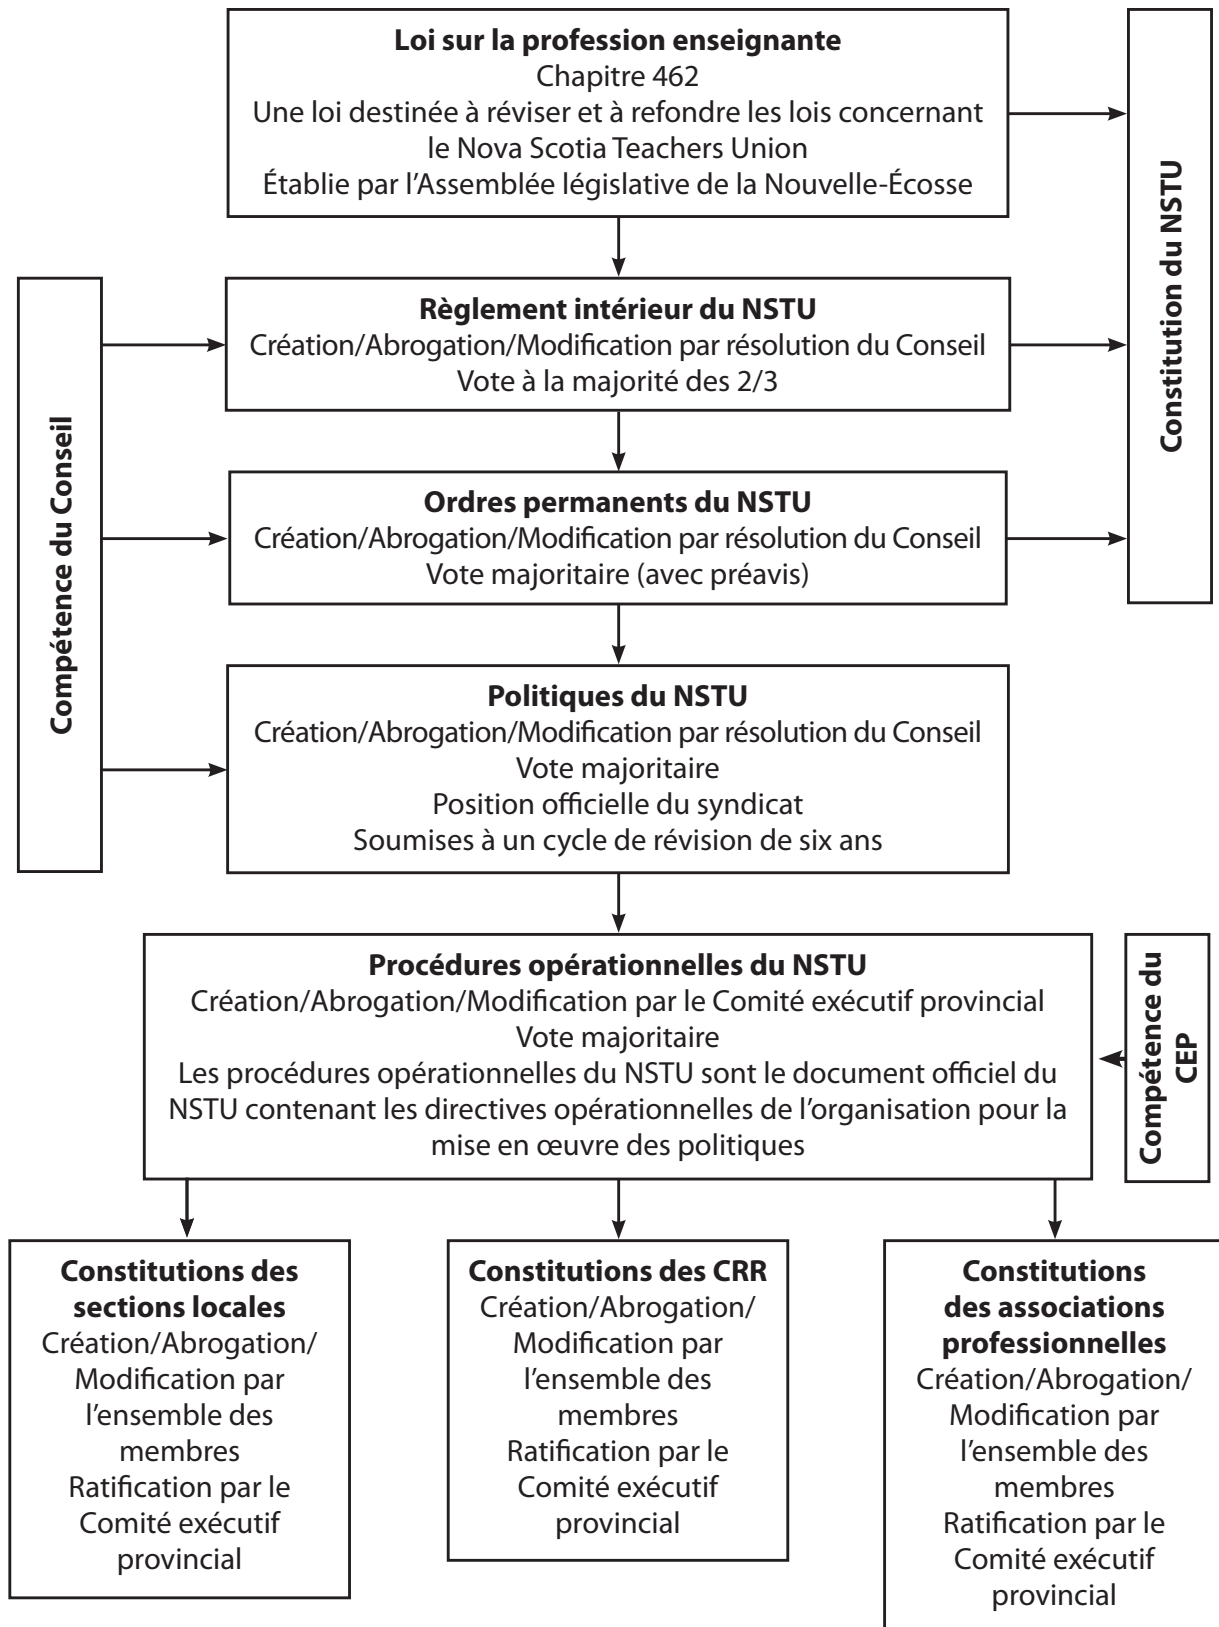 Loi sur la profession enseignante
Chapitre 462
Une loi destinée à réviser et à refondre les lois concernant
le Nova Scotia Teachers Union
Établie par l'Assemblée législative de la Nouvelle-Écosse
Constitution du NSTU
Compétence du Conseil
Règlement intérieur du NSTU
Création/Abrogation/Modification par résolution du Conseil
Vote à la majorité des 2/3
Ordres permanents du NSTU
Création/Abrogation/Modification par résolution du Conseil
Vote majoritaire (avec préavis)
Politiques du NSTU
Création/Abrogation/Modification par résolution du Conseil
Vote majoritaire
Position officielle du syndicat
Soumises à un cycle de révision de six ans
Procédures opérationnelles du NSTU
Création/Abrogation/Modification par le Comité exécutif provincial
Vote majoritaire
Les procédures opérationnelles du NSTU sont le document officiel du
NSTU contenant les directives opérationnelles de l'organisation pour la
mise en œuvre des politiques
Compétence du
CEP
Constitutions des
sections locales
Création/Abrogation/
Modification par
l'ensemble des
membres
Ratification par le
Comité exécutif
provincial
Constitutions des CRR
Création/Abrogation/
Modification par
l'ensemble des
membres
Ratification par le
Comité exécutif
provincial
Constitutions
des associations
professionnelles
Création/Abrogation/
Modification par
l'ensemble des
membres
Ratification par le
Comité exécutif
provincial